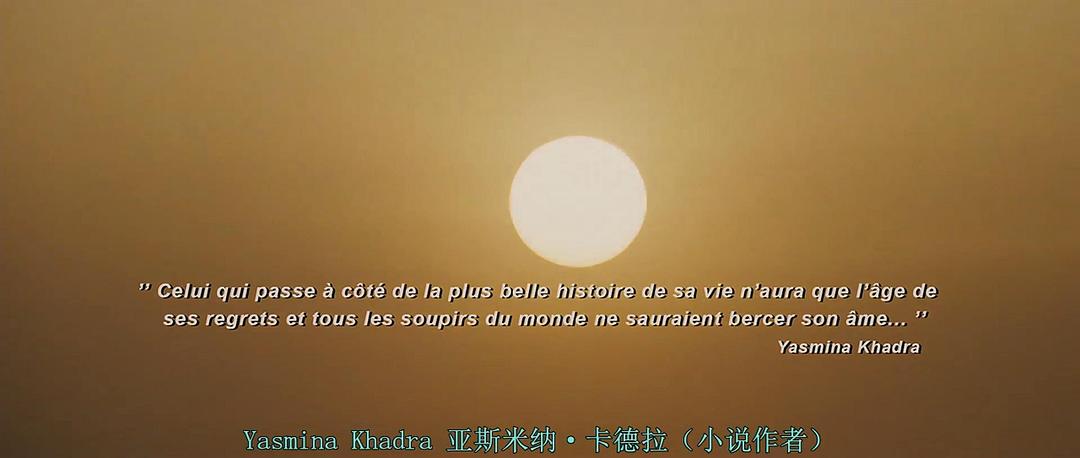 ’’ Celui qui passe à côté de la plus belle histoire de sa vie n’aura que l’âge de
ses regrets et tous les soupirs du monde ne sauraient bercer son âme... ’’
Yasmina Khadra
Yasmina Khadra 亚斯米纳·卡德拉（小说作者）